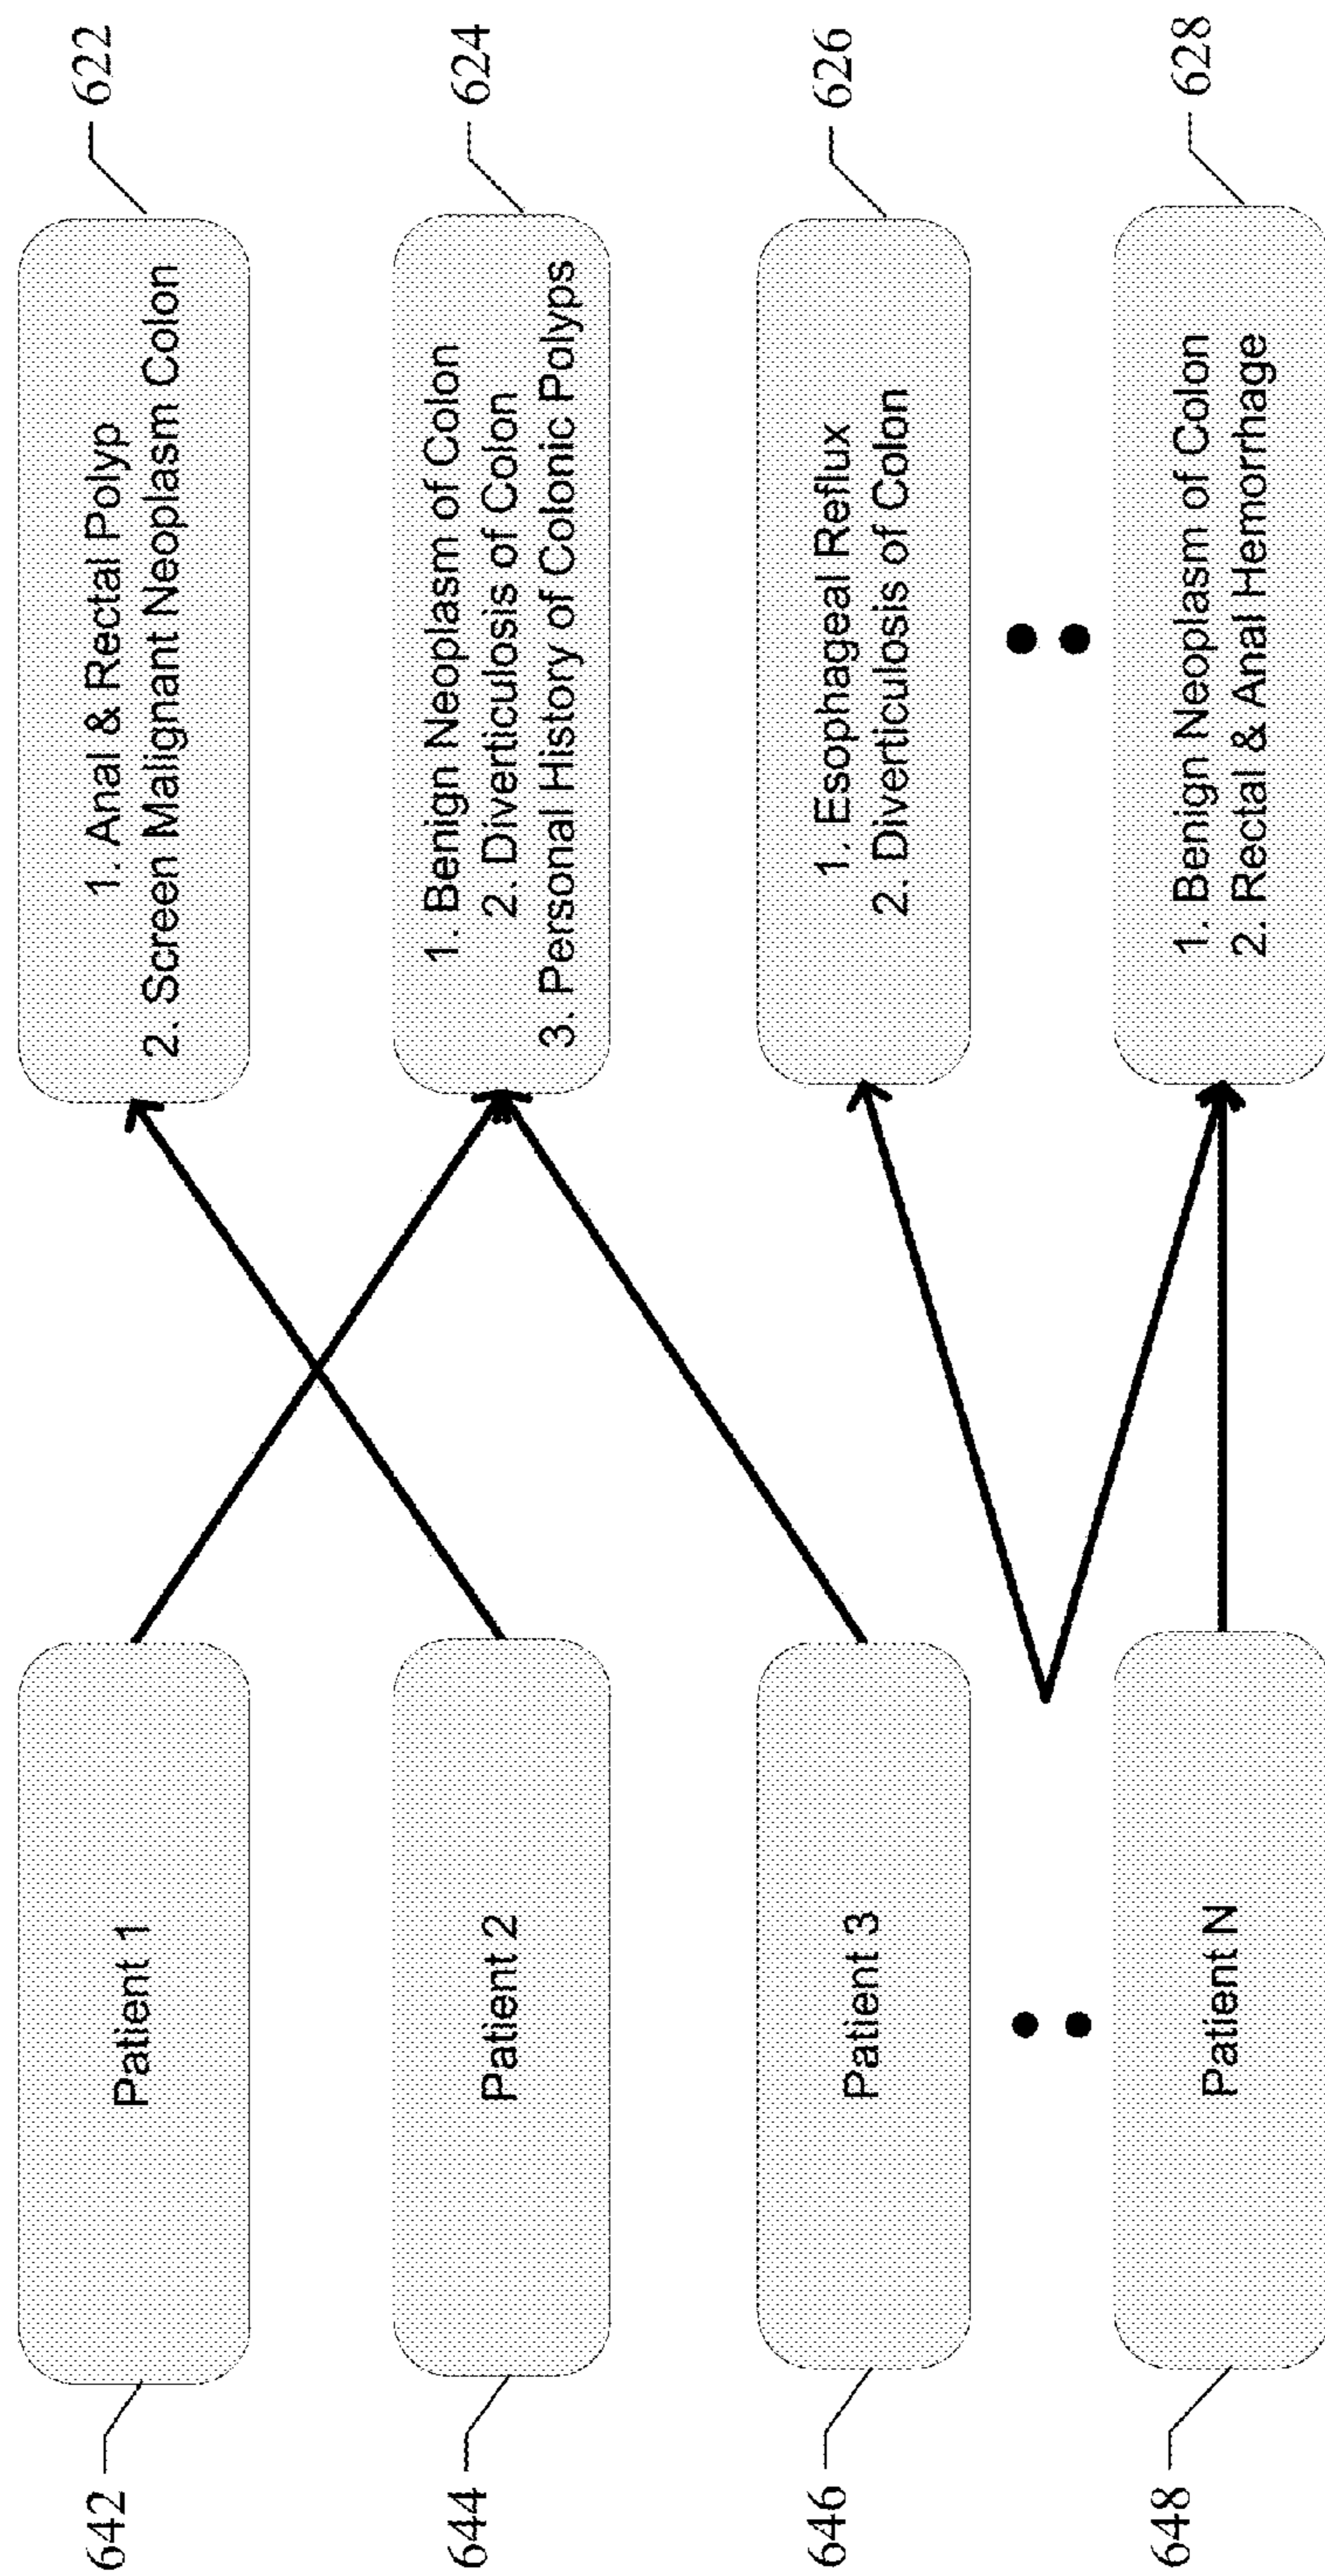 642
Patient 1
1. Anal & Rectal Polyp
2. Screen Malignant Neoplasm Colon
622
644
Patient 2
1. Benign Neoplasm of Colon
2. Diverticulosis of Colon
3. Personal History of Colonic Polyps
624
646
Patient 3
1. Esophageal Reflux
2. Diverticulosis of Colon
626
648
Patient N
1. Benign Neoplasm of Colon
2. Rectal & Anal Hemorrhage
628